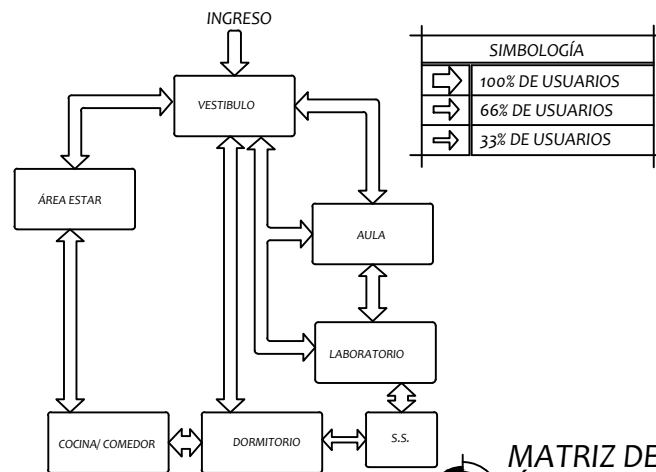 INGRESO
SIMBOLOGÍA
VESTIBULO
100% DE USUARIOS
66% DE USUARIOS
33% DE USUARIOS
ÁREA ESTAR
AULA
LABORATORIO
COCINA/ COMEDOR
DORMITORIO
S.S.
MATRIZ DE